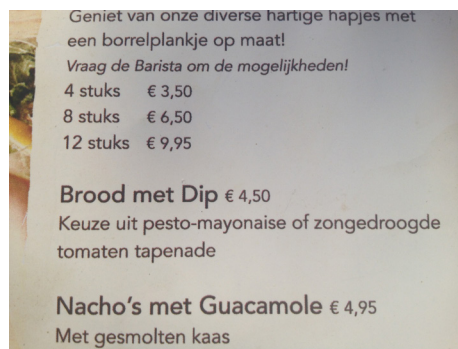 Geniet van onze diverse hartige hapjes met
een borrelplankje op maat!
Vraag de Barista om de mogelijkheden!
4 stuks € 3,50
8 stuks € 6,50
12 stuks € 9,95
Brood met Dip € 4,50
Keuze uit pesto-mayonaise of zongedroogde
tomaten tapenade
Nacho's met Guacamole € 4,95
Met gesmolten kaas